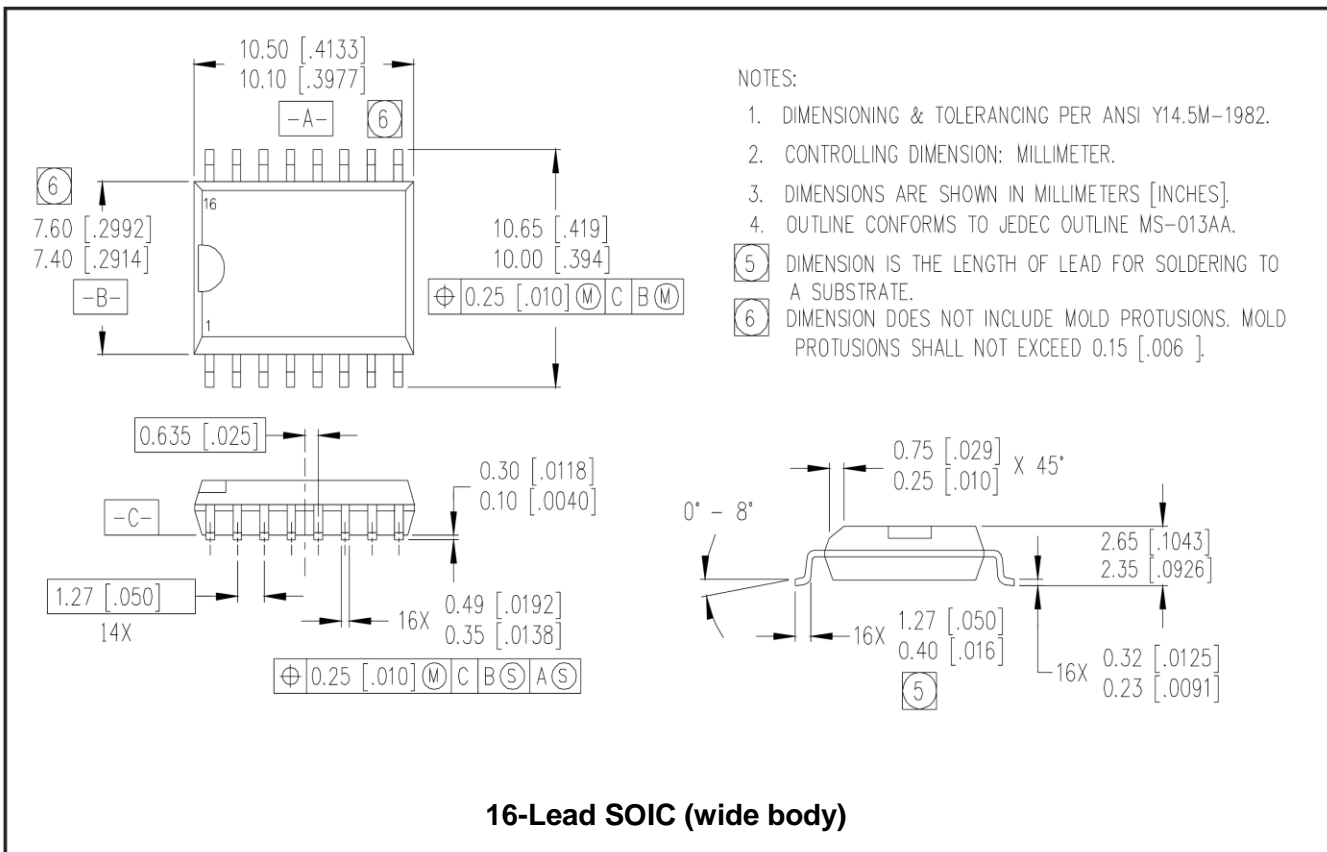 10.50 [.4133]
10.10 [.3977]
-A-
6
6
7.60 [.2992]
7.40 [.2914]
-B-
16
1
10.65 [.419]
10.00 [.394]
⌖ 0.25 [.010] Ⓜ C B Ⓜ
NOTES:
1. DIMENSIONING & TOLERANCING PER ANSI Y14.5M-1982.
2. CONTROLLING DIMENSION: MILLIMETER.
3. DIMENSIONS ARE SHOWN IN MILLIMETERS [INCHES].
4. OUTLINE CONFORMS TO JEDEC OUTLINE MS-013AA.
5 DIMENSION IS THE LENGTH OF LEAD FOR SOLDERING TO
A SUBSTRATE.
6 DIMENSION DOES NOT INCLUDE MOLD PROTUSIONS. MOLD
PROTUSIONS SHALL NOT EXCEED 0.15 [.006 ].
0.635 [.025]
-C-
0.30 [.0118]
0.10 [.0040]
1.27 [.050]
14X
16X 0.49 [.0192]
0.35 [.0138]
⌖ 0.25 [.010] Ⓜ C B Ⓢ A Ⓢ
0.75 [.029]
0.25 [.010]
X 45°
0° - 8°
2.65 [.1043]
2.35 [.0926]
16X 1.27 [.050]
0.40 [.016]
5
16X 0.32 [.0125]
0.23 [.0091]
16-Lead SOIC (wide body)